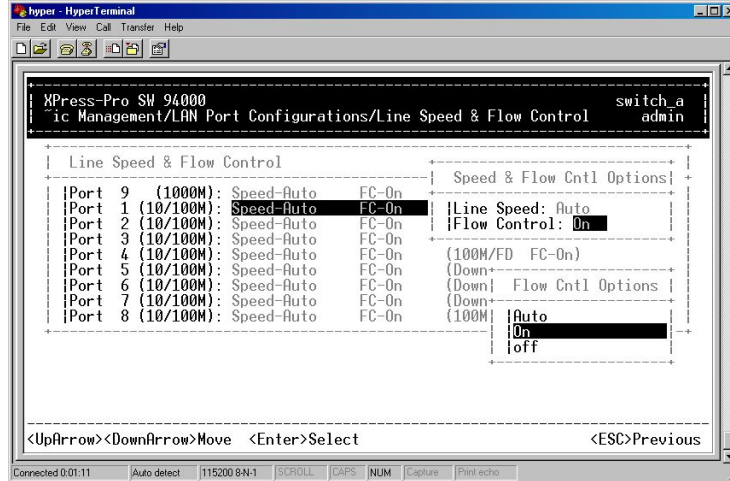 hyper - HyperTerminal
File Edit View Call Transfer Help
XPress-Pro SW 94000 switch_a
~ic Management/LAN Port Configurations/Line Speed & Flow Control admin
Line Speed & Flow Control
Speed & Flow Cntl Options
Port 9 (1000M): Speed-Auto FC-On
Port 1 (10/100M): Speed-Auto FC-On Line Speed: Auto
Port 2 (10/100M): Speed-Auto FC-On Flow Control: On
Port 3 (10/100M): Speed-Auto FC-On
Port 4 (10/100M): Speed-Auto FC-On (100M/FD FC-On)
Port 5 (10/100M): Speed-Auto FC-On (Down
Port 6 (10/100M): Speed-Auto FC-On (Down Flow Cntl Options
Port 7 (10/100M): Speed-Auto FC-On (Down
Port 8 (10/100M): Speed-Auto FC-On (100M Auto
On
off
<UpArrow><DownArrow>Move <Enter>Select <ESC>Previous
Connected 0:01:11 Auto detect 115200 8-N-1 SCROLL CAPS NUM Capture Print echo